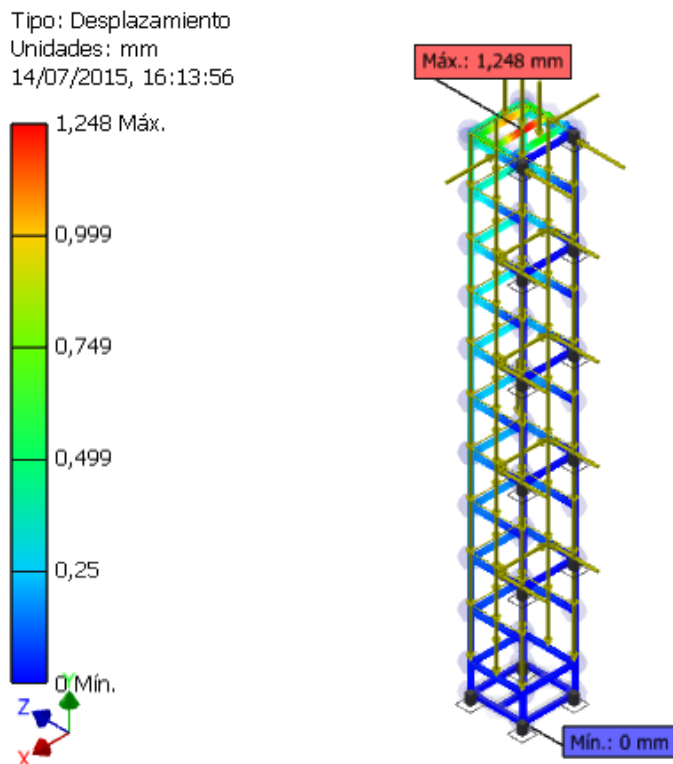 Tipo: Desplazamiento
Unidades: mm
14/07/2015, 16:13:56
Máx.: 1,248 mm
1,248 Máx.
0,999
0,749
0,499
0,25
0 Mín.
Y
Z
X
Mín.: 0 mm